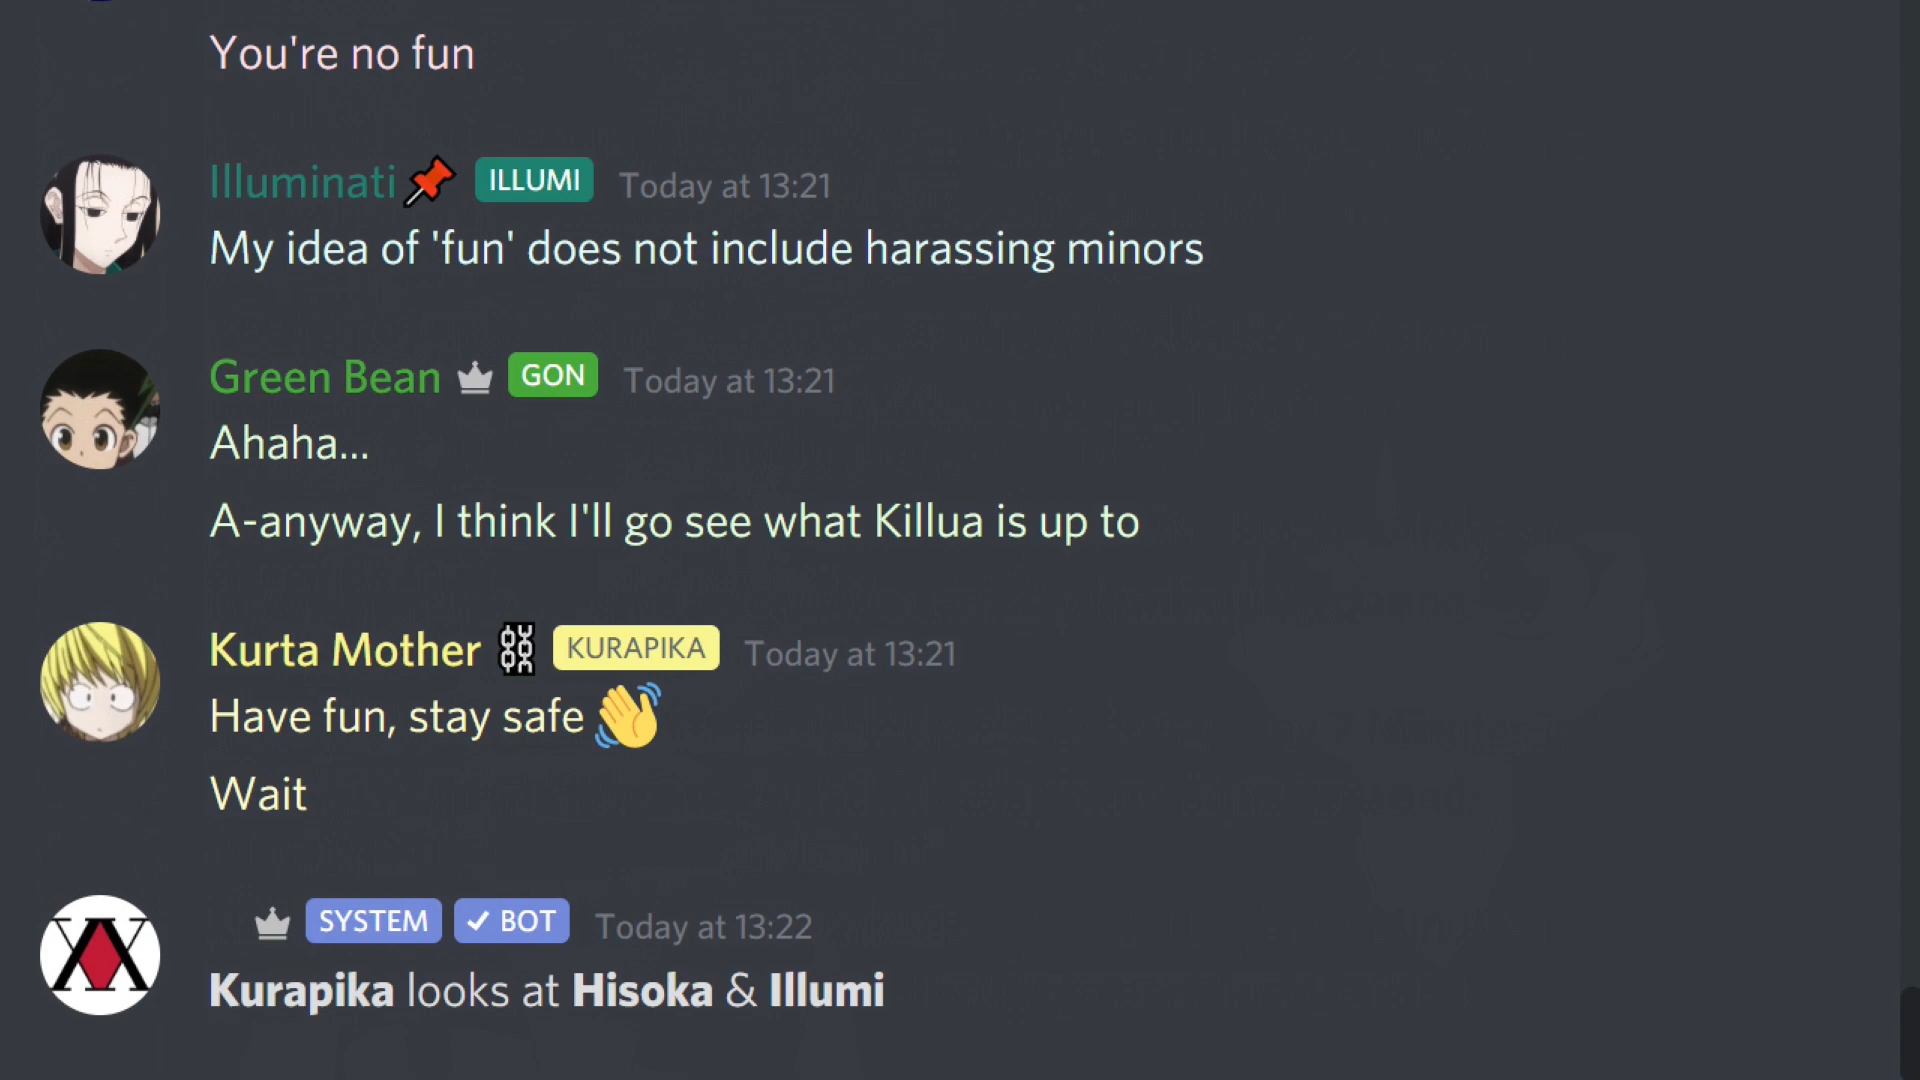 You're no fun
Illuminati📌 ILLUMI Today at 13:21
My idea of 'fun' does not include harassing minors
Green Bean GON Today at 13:21
Ahaha...
A-anyway, I think I'll go see what Killua is up to
Kurta Mother ⛓ KURAPIKA Today at 13:21
Have fun, stay safe 👋
Wait
SYSTEM ✓ BOT Today at 13:22
Kurapika looks at Hisoka & Illumi